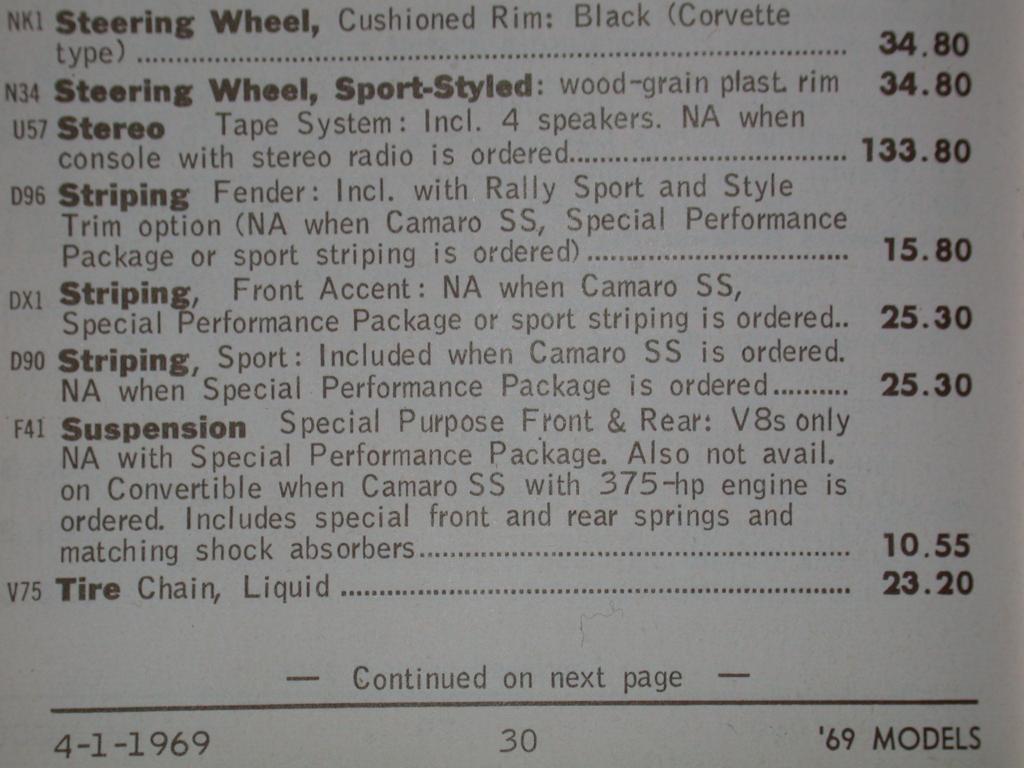 NK1 Steering Wheel, Cushioned Rim: Black (Corvette
type) .......... 34.80
N34 Steering Wheel, Sport-Styled: wood-grain plast. rim 34.80
U57 Stereo Tape System: Incl. 4 speakers. NA when
console with stereo radio is ordered.......... 133.80
D96 Striping Fender: Incl. with Rally Sport and Style
Trim option (NA when Camaro SS, Special Performance
Package or sport striping is ordered).......... 15.80
DX1 Striping, Front Accent: NA when Camaro SS,
Special Performance Package or sport striping is ordered.. 25.30
D90 Striping, Sport: Included when Camaro SS is ordered.
NA when Special Performance Package is ordered.......... 25.30
F41 Suspension Special Purpose Front & Rear: V8s only
NA with Special Performance Package. Also not avail.
on Convertible when Camaro SS with 375-hp engine is
ordered. Includes special front and rear springs and
matching shock absorbers.......... 10.55
V75 Tire Chain, Liquid .......... 23.20
— Continued on next page —
4-1-1969 30 '69 MODELS